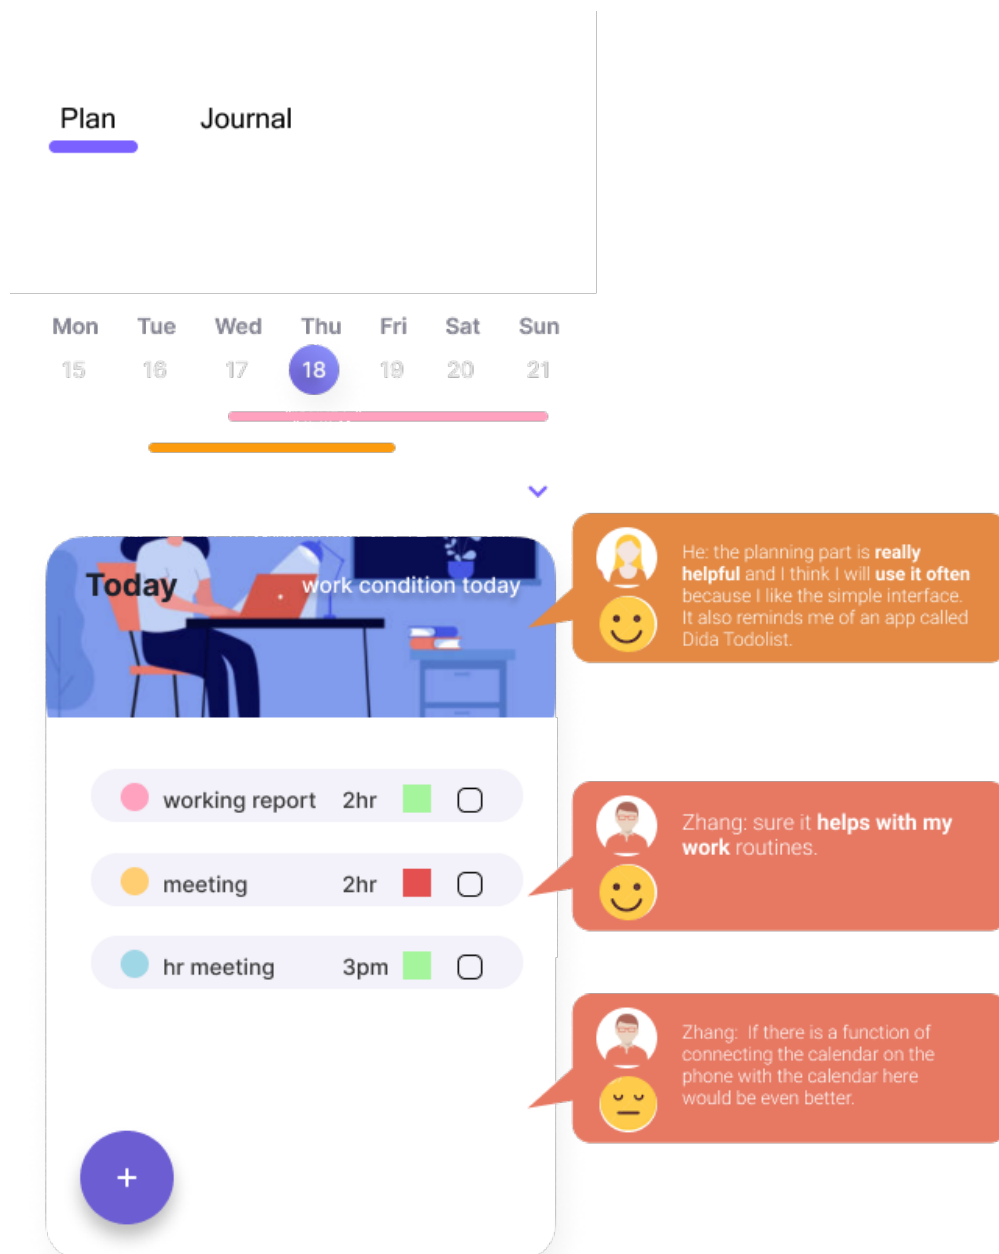 Plan Journal
Mon Tue Wed Thu Fri Sat Sun
15 16 17 18 19 20 21
Today work condition today
He: the planning part is really
helpful and I think I will use it often
because I like the simple interface.
It also reminds me of an app called
Dida Todolist.
working report 2hr
Zhang: sure it helps with my
work routines.
meeting 2hr
hr meeting 3pm
Zhang: If there is a function of
connecting the calendar on the
phone with the calendar here
would be even better.
+